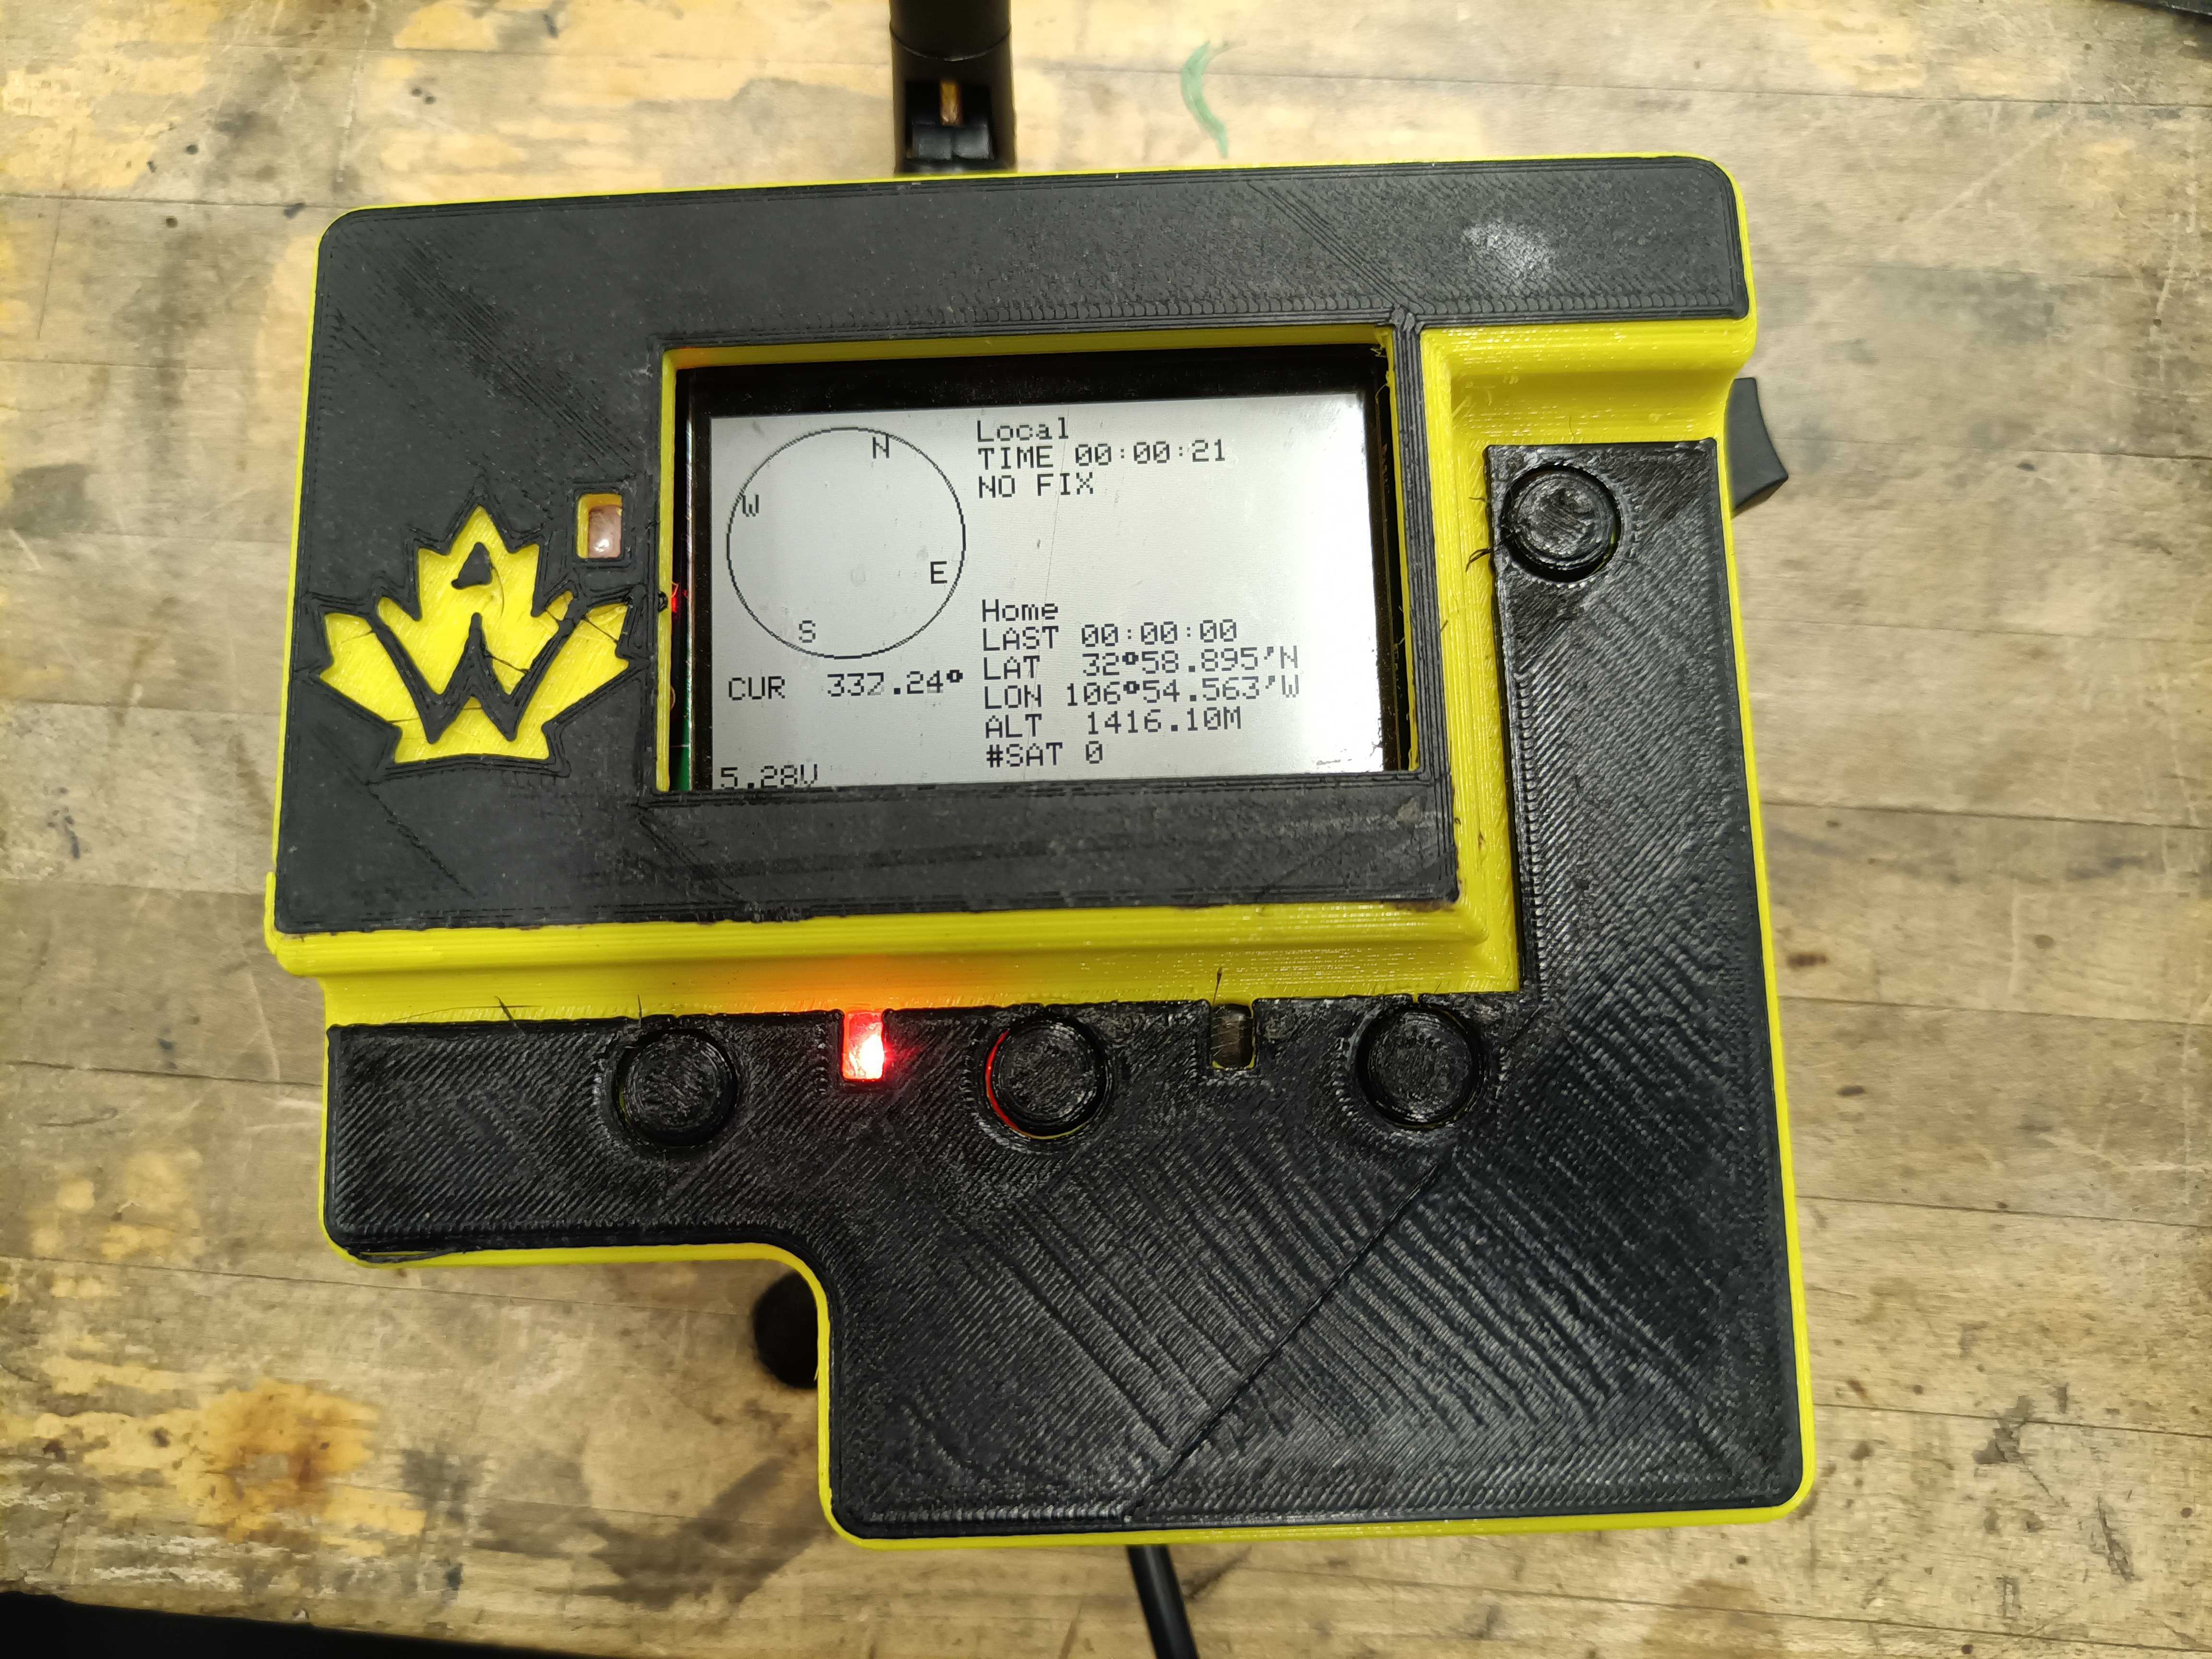 N
W
E
S
CUR 337.24°
5.28V
Local
TIME 00:00:21
NO FIX
Home
LAST 00:00:00
LAT 32°58.895'N
LON 106°54.563'W
ALT 1416.10M
#SAT 0